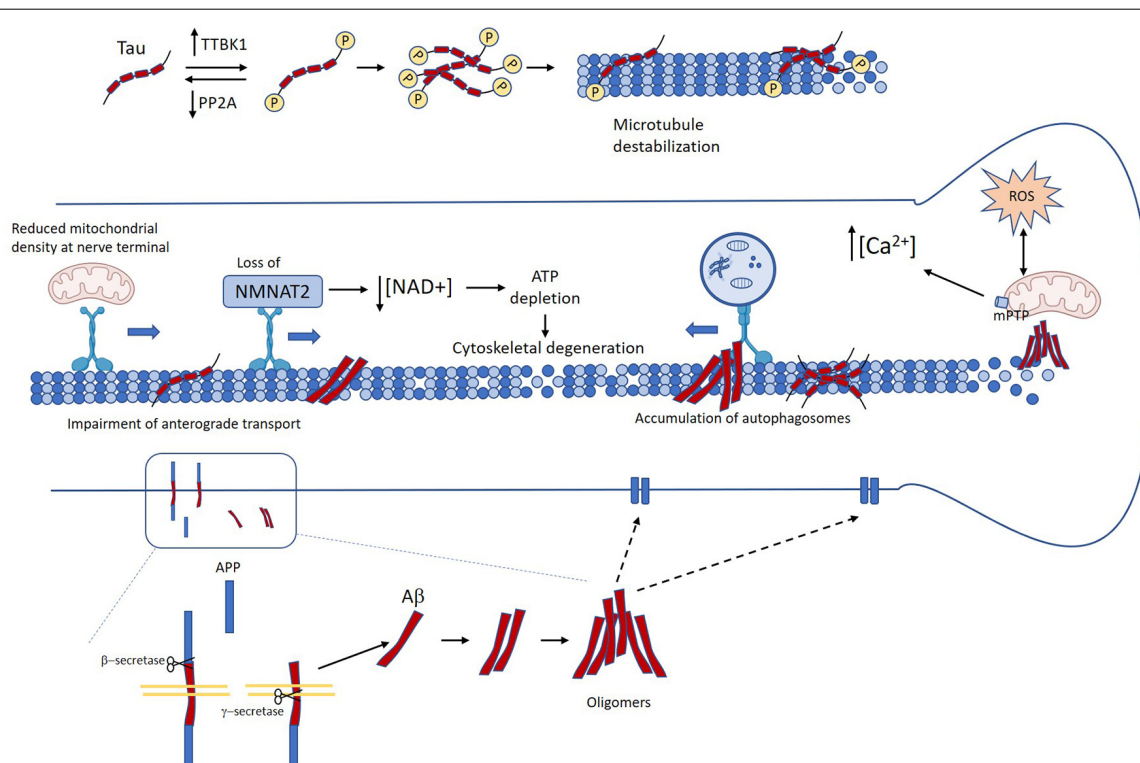 Tau
TTBK1
PP2A
P
P
P
P
P
P
P
P
P
P
P
Microtubule
destabilization
Reduced mitochondrial
density at nerve terminal
Loss of
NMNAT2
[NAD+]
ATP
depletion
Cytoskeletal degeneration
[Ca²⁺]
ROS
mPTP
Impairment of anterograde transport
Accumulation of autophagosomes
APP
β–secretase
γ–secretase
Aβ
Oligomers